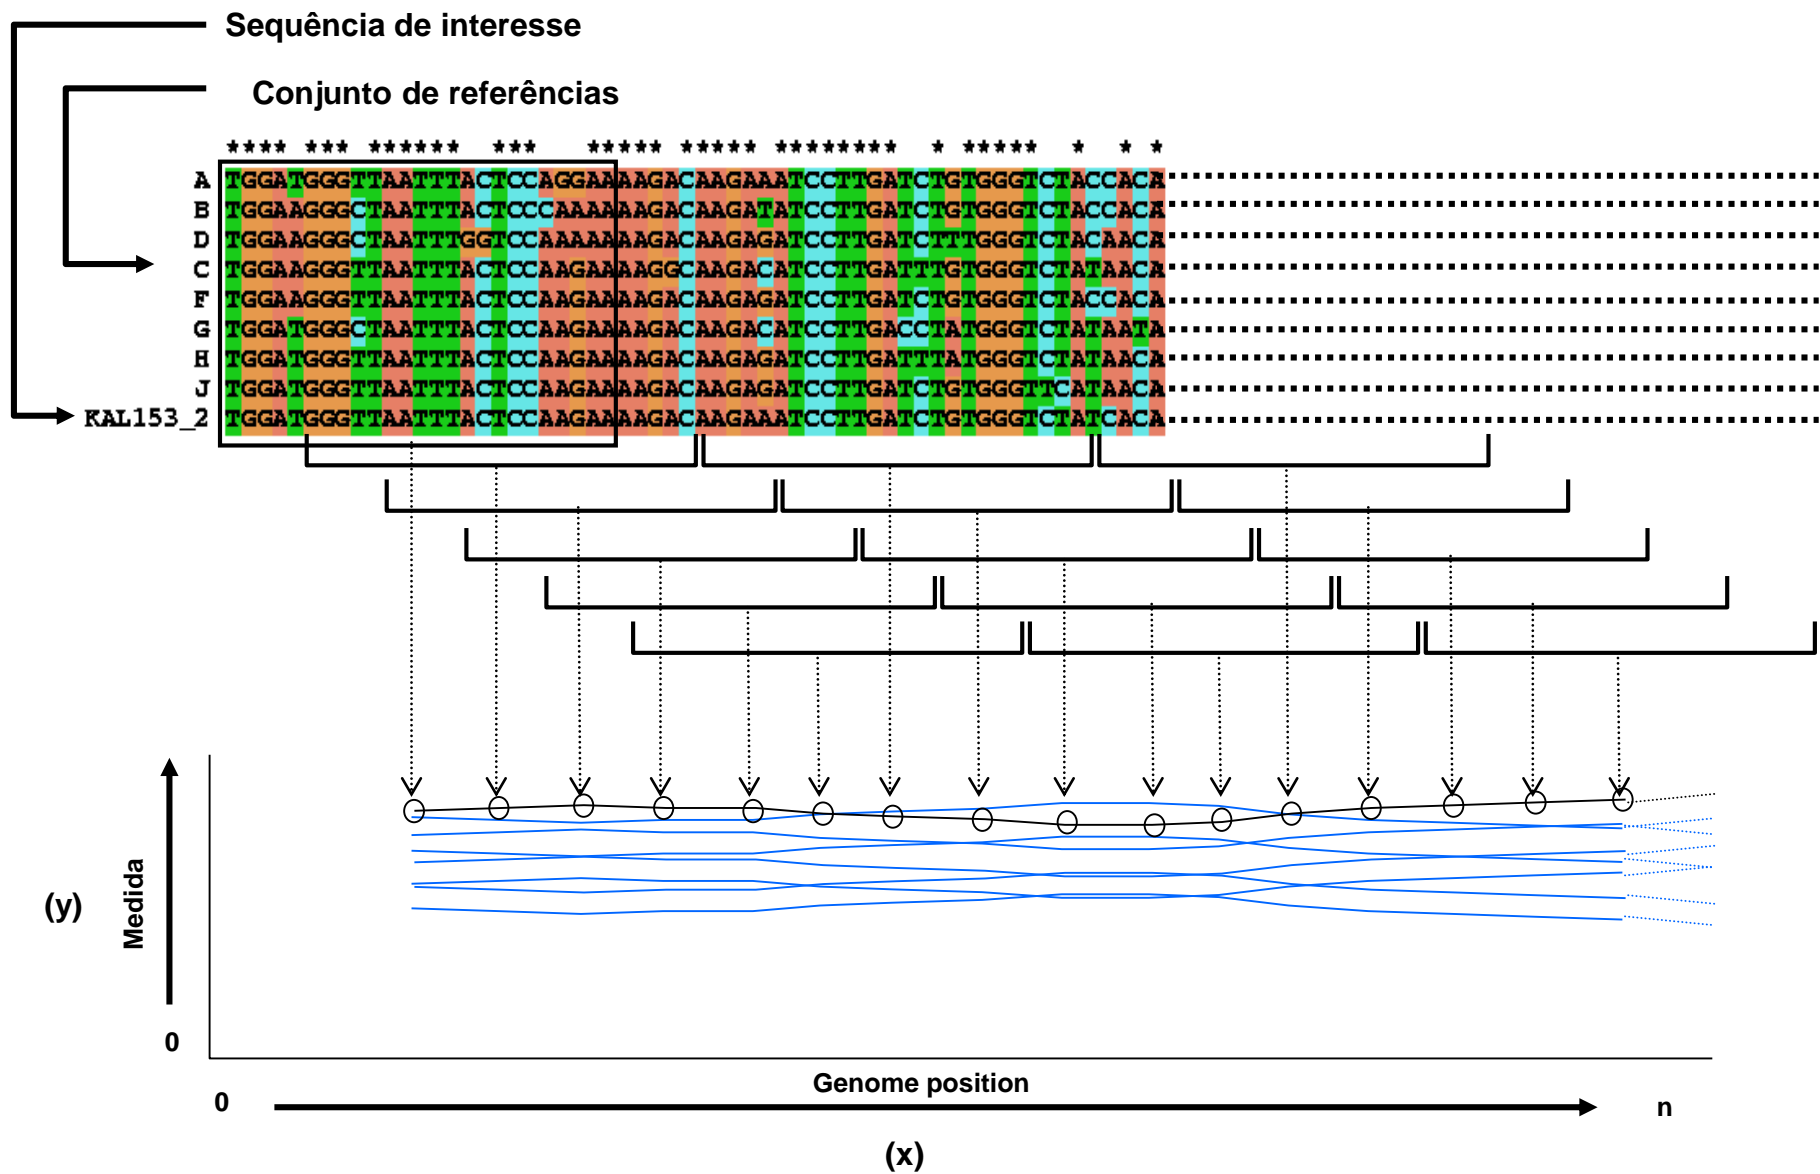 Sequência de interesse
Conjunto de referências
**** *** ******  ***   ***** ***** ********  * *****  *  * *
A TGGATGGGTTAATTTACTCCAGGAAAAGACAAGAAATCCTTGATCTGTGGGTCTACCACA
B TGGAAGGGCTAATTTACTCCCAAAAAAGACAAGATATCCTTGATCTGTGGGTCTACCACA
D TGGAAGGGCTAATTTGGTCCAAAAAAAGACAAGAGATCCTTGATCTTTGGGTCTACAACA
C TGGAAGGGTTAATTTACTCCAAGAAAAGGCAAGACATCCTTGATTTGTGGGTCTATAACA
F TGGAAGGGTTAATTTACTCCAAGAAAAGACAAGAGATCCTTGATCTGTGGGTCTACCACA
G TGGATGGGCTAATTTACTCCAAGAAAAGACAAGACATCCTTGACCTATGGGTCTATAATA
H TGGATGGGTTAATTTACTCCAAGAAAAGACAAGAGATCCTTGATTTATGGGTCTATAACA
J TGGATGGGTTAATTTACTCCAAGAAAAGACAAGAGATCCTTGATCTGTGGGTTCATAACA
KAL153_2 TGGATGGGTTAATTTACTCCAAGAAAAGACAAGAAATCCTTGATCTGTGGGTCTATCACA
(y)
Medida
0
Genome position
0
n
(x)